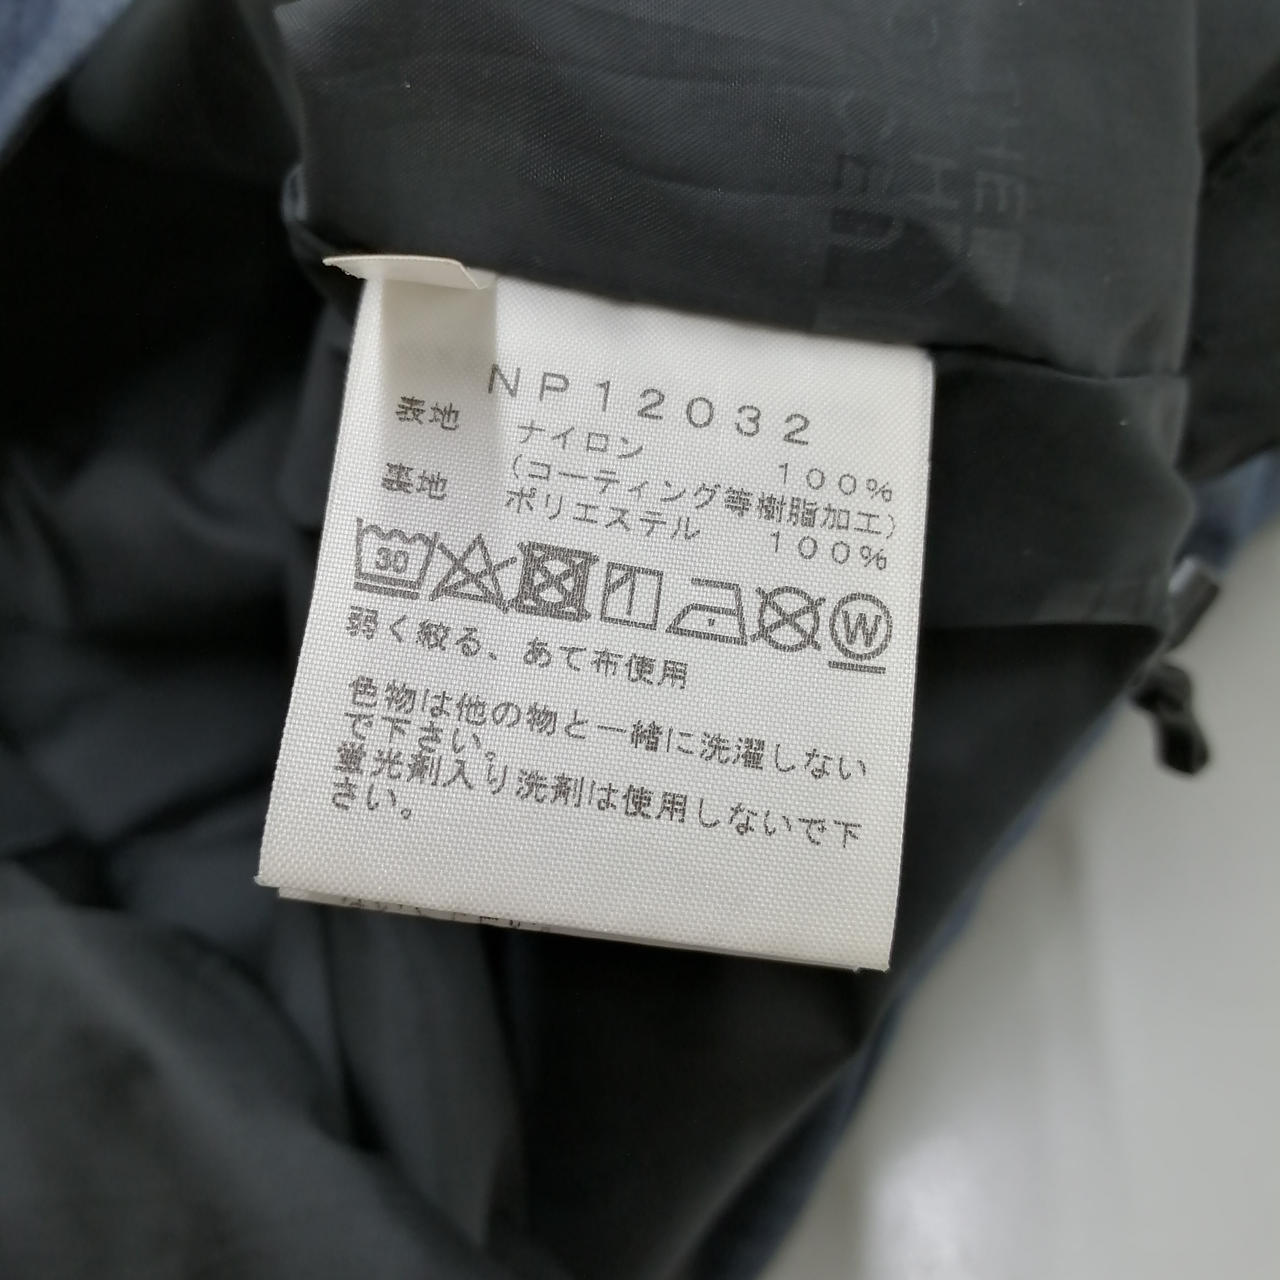 THE
NP12032
表地 ナイロン 100%
(コーティング等樹脂加工)
裏地 ポリエステル 100%
30 W
弱く絞る、あて布使用
色物は他の物と一緒に洗濯しない
で下さい。
蛍光剤入り洗剤は使用しないで下
さい。